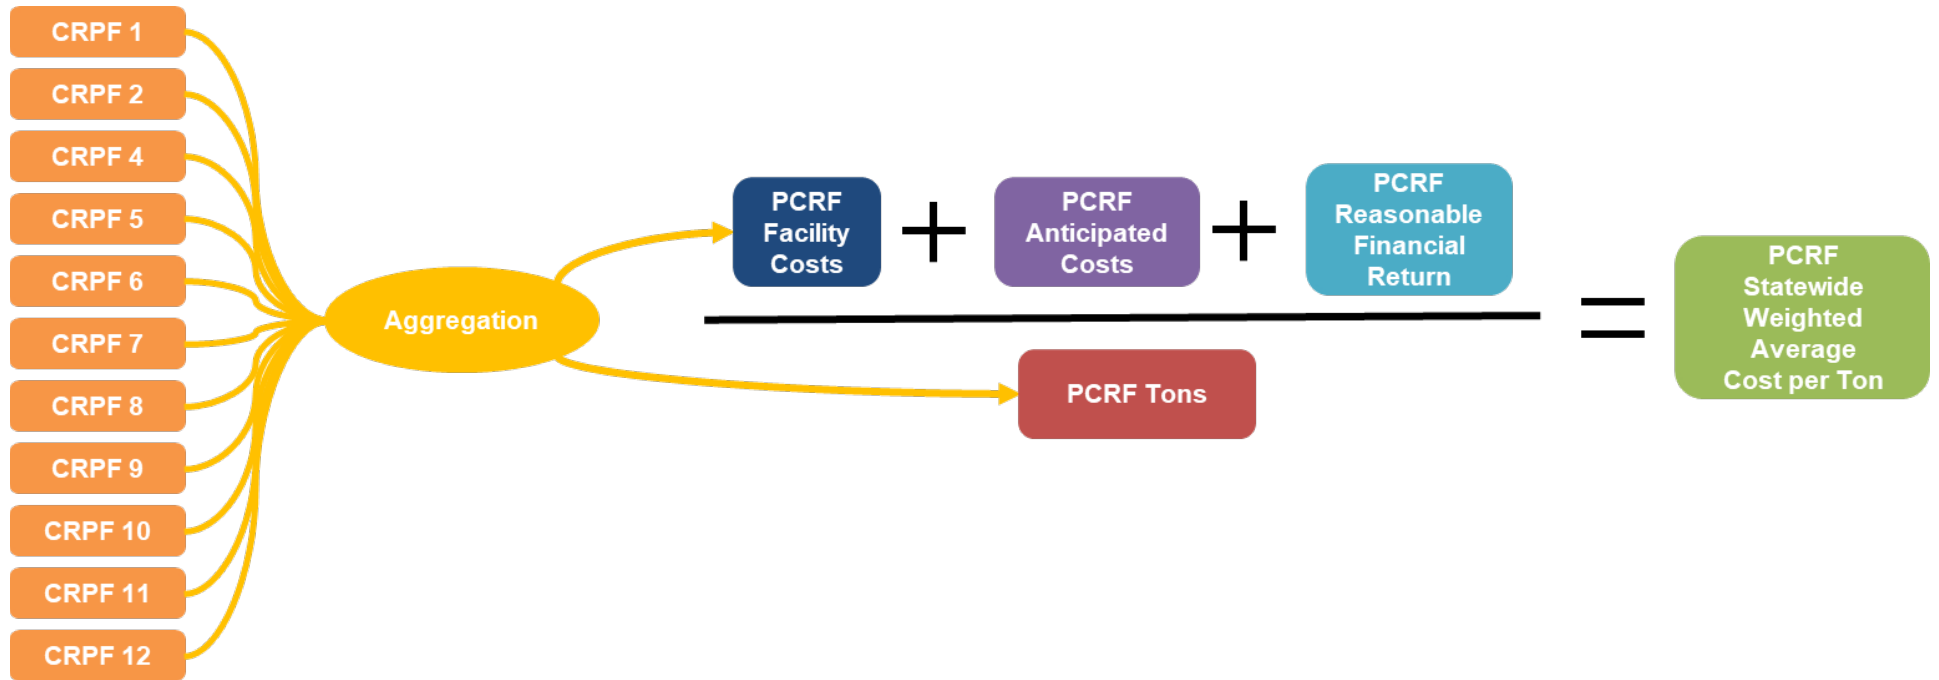 CRPF 1
CRPF 2
CRPF 4
CRPF 5
CRPF 6
CRPF 7
CRPF 8
CRPF 9
CRPF 10
CRPF 11
CRPF 12
Aggregation
PCRF
Facility
Costs
+
PCRF
Anticipated
Costs
+
PCRF
Reasonable
Financial
Return
PCRF Tons
=
PCRF
Statewide
Weighted
Average
Cost per Ton